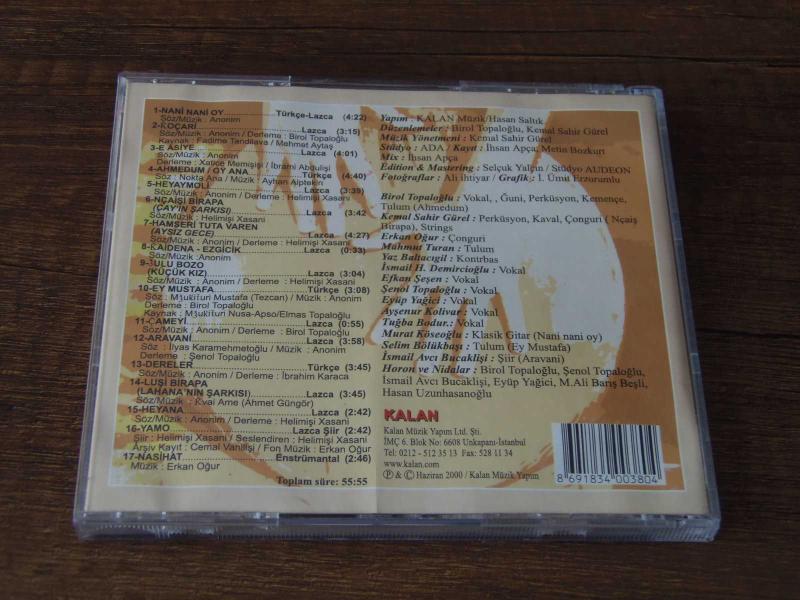 1-NANİ NANİ OY Türkçe-Lazca (4:22)
Söz/Müzik : Anonim
2-KOÇARİ Lazca (3:15)
Söz/Müzik : Anonim / Derleme : Birol Topaloğlu
Kaynak : Fadime Tandilava / Mehmet Aytaş
3-E ASİYE Lazca (4:01)
Söz/Müzik : Anonim
Derleme : Xatice Memişişi / İbrahim Abdulişi
4-AHMEDUM / OY ANA Türkçe (4:40)
Söz : Nokta Ana / Müzik : Ayhan Alptekin
5-HEYAYMOLİ Lazca (3:39)
Söz/Müzik : Anonim / Derleme : Helimişi Xasani
6-NÇAİŞİ BİRAPA
(ÇAY'IN ŞARKISI) Lazca (3:42)
Söz/Müzik : Helimişi Xasani
7-HAMSERİ TUTA VAREN
(AYSIZ GECE) Lazca (4:27)
Söz/Müzik : Anonim / Derleme : Helimişi Xasani
8-KAİDENA - EZGİCİK Lazca (0:33)
Söz/Müzik :Anonim
9-BULU BOZO
(KÜÇÜK KIZ) Lazca (3:04)
Söz/Müzik : Anonim / Derleme : Helimişi Xasani
10-EY MUSTAFA Türkçe (3:08)
Söz : Mustafa (Tezcan) / Müzik : Anonim
Derleme : Birol Topaloğlu
Kaynak : Nusa-Apso/Elmas Topaloğlu
11-CAMEYİ Lazca (0:55)
Söz/Müzik : Anonim / Derleme : Birol Topaloğlu
12-ARAVANİ Lazca (3:58)
Söz : İlyas Karamehmetoğlu / Müzik : Anonim
Derleme : Şenol Topaloğlu
13-DERELER Türkçe (3:45)
Söz/Müzik : Anonim / Derleme : İbrahim Karaca
14-LUŞİ BİRAPA
(LAHANA'NIN ŞARKISI) Lazca (3:45)
Söz/Müzik : Kvai Ame (Ahmet Güngör)
15-HEYANA Lazca (2:42)
Söz/Müzik : Anonim / Derleme : Helimişi Xasani
16-YAMO Lazca Şiir (2:42)
Şiir : Helimişi Xasani / Seslendiren : Helimişi Xasani
Arşiv Kayıt : Cemal Vanilişi / Fon Müzik : Erkan Oğur
17-NASİHAT Enstrümantal (2:46)
Müzik : Erkan Oğur
Toplam süre: 55:55
Yapım : KALAN Müzik/Hasan Saltık
Düzenlemeler : Birol Topaloğlu, Kemal Sahir Gürel
Müzik Yönetmeni : Kemal Sahir Gürel
Stüdyo : ADA / Kayıt : İhsan Apça, Metin Bozkurt
Mix : İhsan Apça
Edition & Mastering : Selçuk Yalçın / Stüdyo AUDEON
Fotoğraflar : Ali ihtiyar / Grafik : İ. Ümu Erzurumlu
Birol Topaloğlu : Vokal, , Ğuni, Perküsyon, Kemençe,
Tulum (Ahmedum)
Kemal Sahir Gürel : Perküsyon, Kaval, Çonguri ( Nçaiş
Birapa), Strings
Erkan Oğur : Çonguri
Mahmut Turan : Tulum
Yaz Baltacıgil : Kontrbas
İsmail H. Demircioğlu : Vokal
Efkan Şeşen : Vokal
Şenol Topaloğlu : Vokal
Eyüp Yağici : Vokal
Ayşenur Kolivar : Vokal
Tuğba Bodur.: Vokal
Murat Köseoğlu : Klasik Gitar (Nani nani oy)
Selim Bölükbaşı : Tulum (Ey Mustafa)
İsmail Avcı Bucaklişi : Şiir (Aravani)
Horon ve Nidalar : Birol Topaloğlu, Şenol Topaloğlu,
İsmail Avcı Bucaklişi, Eyüp Yağici, M.Ali Barış Beşli,
Hasan Uzunhasanoğlu
KALAN
Kalan Müzik Yapım Ltd. Şti.
İMÇ 6. Blok No: 6608 Unkapanı-İstanbul
Tel: 0212 - 512 35 13 Fax: 528 11 34
www.kalan.com
℗ & © Haziran 2000 / Kalan Müzik Yapım
8 691834 003804